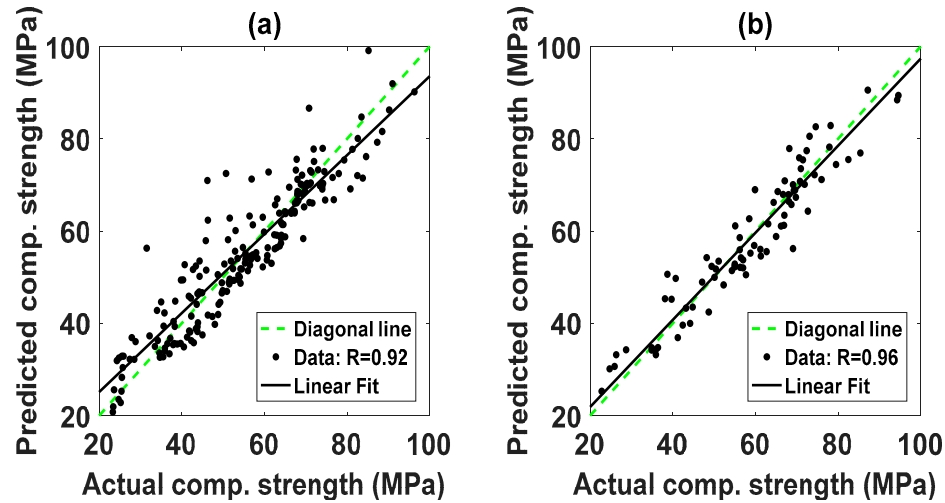 (a)
Predicted comp. strength (MPa)
100
80
60
40
20
20 40 60 80 100
Actual comp. strength (MPa)
Diagonal line
Data: R=0.92
Linear Fit
(b)
Predicted comp. strength (MPa)
100
80
60
40
20
20 40 60 80 100
Actual comp. strength (MPa)
Diagonal line
Data: R=0.96
Linear Fit